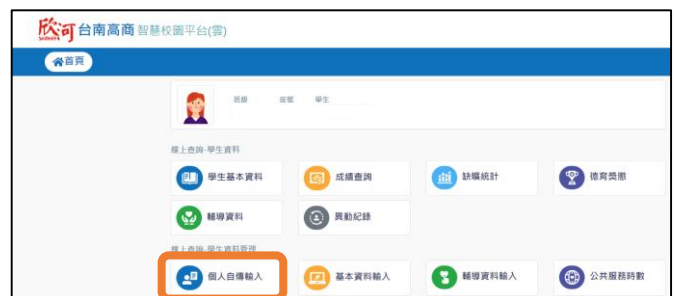 欣可 台南高商 智慧校園平台(雲)
首頁
班級 座號 學生
線上查詢-學生資料
學生基本資料 成績查詢 缺曠統計 德育獎懲
輔導資料 異動紀錄
線上查詢-學生資料管理
個人自傳輸入 基本資料輸入 輔導資料輸入 公共服務時數